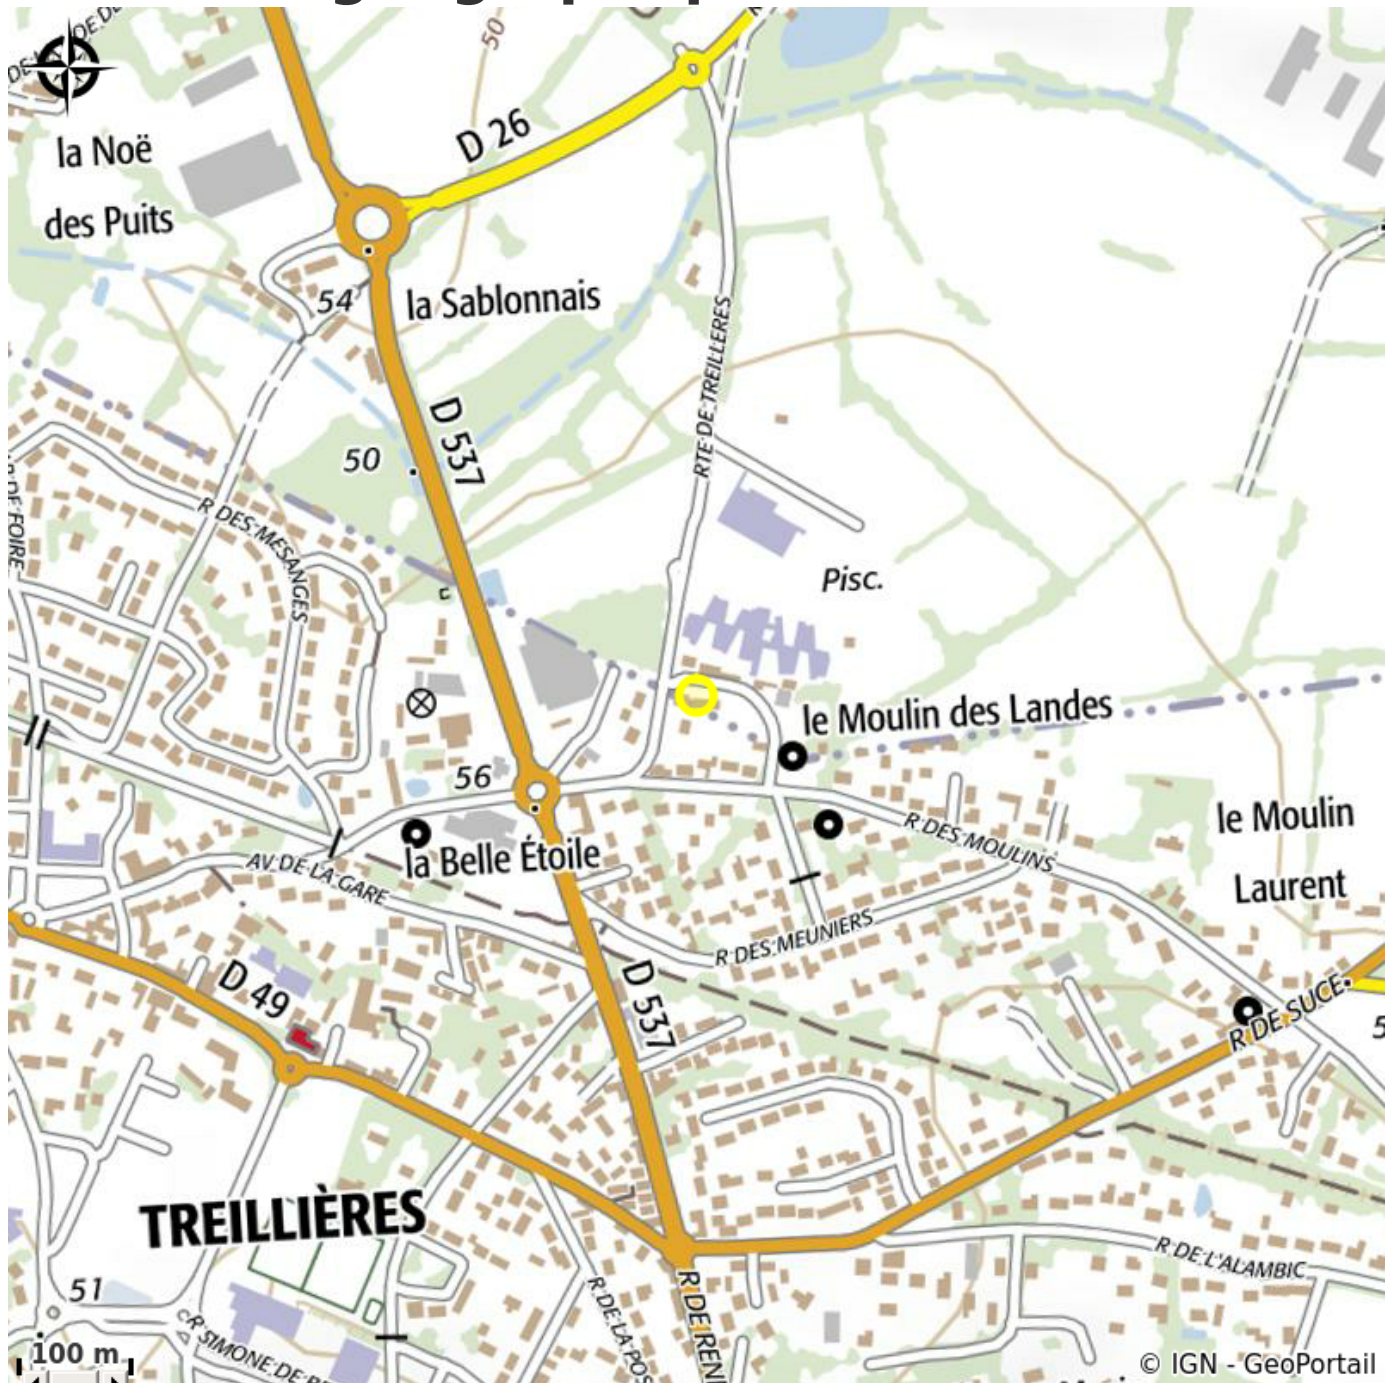 50
D 26
la Noë
des Puits
54
la Sablonnais
RTE DE TREILLERES
D 537
50
R DES MESANGES
R DE FOIRE
Pisc.
le Moulin des Landes
56
la Belle Étoile
R DES MOULINS
le Moulin
Laurent
AV DE LA GARE
R DES MEUNIERS
D 49
D 537
R DE SUCE
TREILLIÈRES
R DE L'ALAMBIC
51
R SIMONE DE
R DE LA POS
R DE REN
100 m
© IGN - GeoPortail